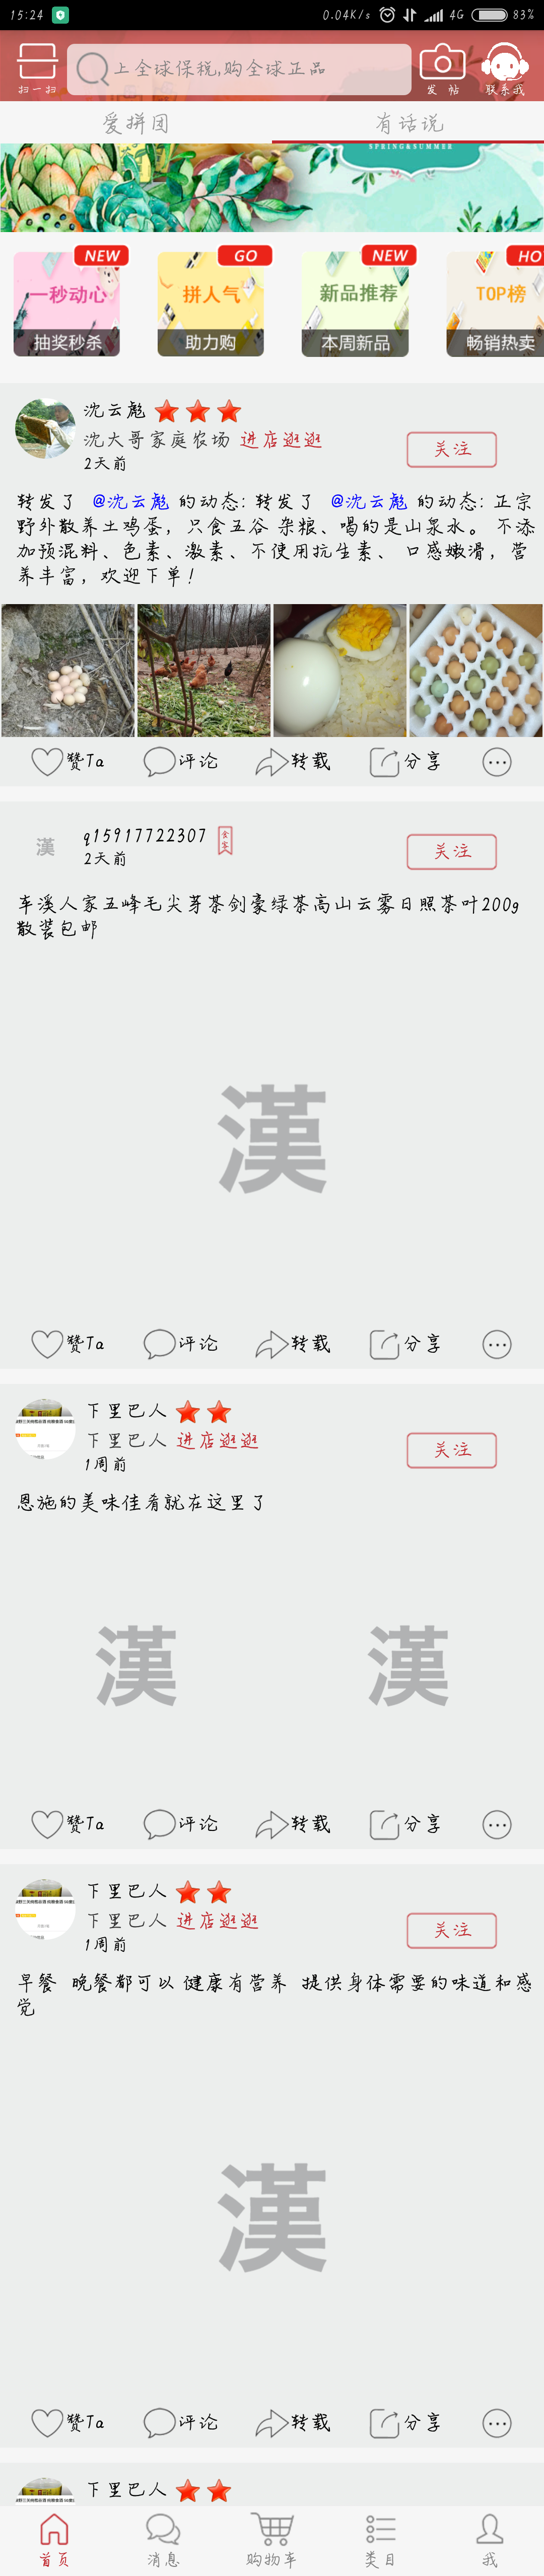 15:24 0.04K/s 4G 83%
上全球保税,购全球正品
扫一扫 发 帖 联系我
爱拼团 有话说
SPRING&SUMMER
NEW GO NEW HO
一秒动心 拼人气 新品推荐 TOP榜
抽奖秒杀 助力购 本周新品 畅销热卖
沈云彪
沈大哥家庭农场 进店逛逛
2天前
关注
转发了 @沈云彪 的动态: 转发了 @沈云彪 的动态: 正宗
野外散养土鸡蛋，只食五谷 杂粮、喝的是山泉水。 不添
加预混料、色素、激素、不使用抗生素、 口感嫩滑，营
养丰富，欢迎下单！
赞Ta 评论 转载 分享
漢
q15917722307
2天前
关注
车溪人家五峰毛尖芽茶剑豪绿茶高山云雾日照茶叶200g
散装包邮
漢
赞Ta 评论 转载 分享
下里巴人
下里巴人 进店逛逛
1周前
关注
恩施的美味佳肴就在这里了
漢 漢
赞Ta 评论 转载 分享
下里巴人
下里巴人 进店逛逛
1周前
关注
早餐 晚餐都可以 健康有营养 提供身体需要的味道和感
觉
漢
赞Ta 评论 转载 分享
下里巴人
首页 消息 购物车 类目 我